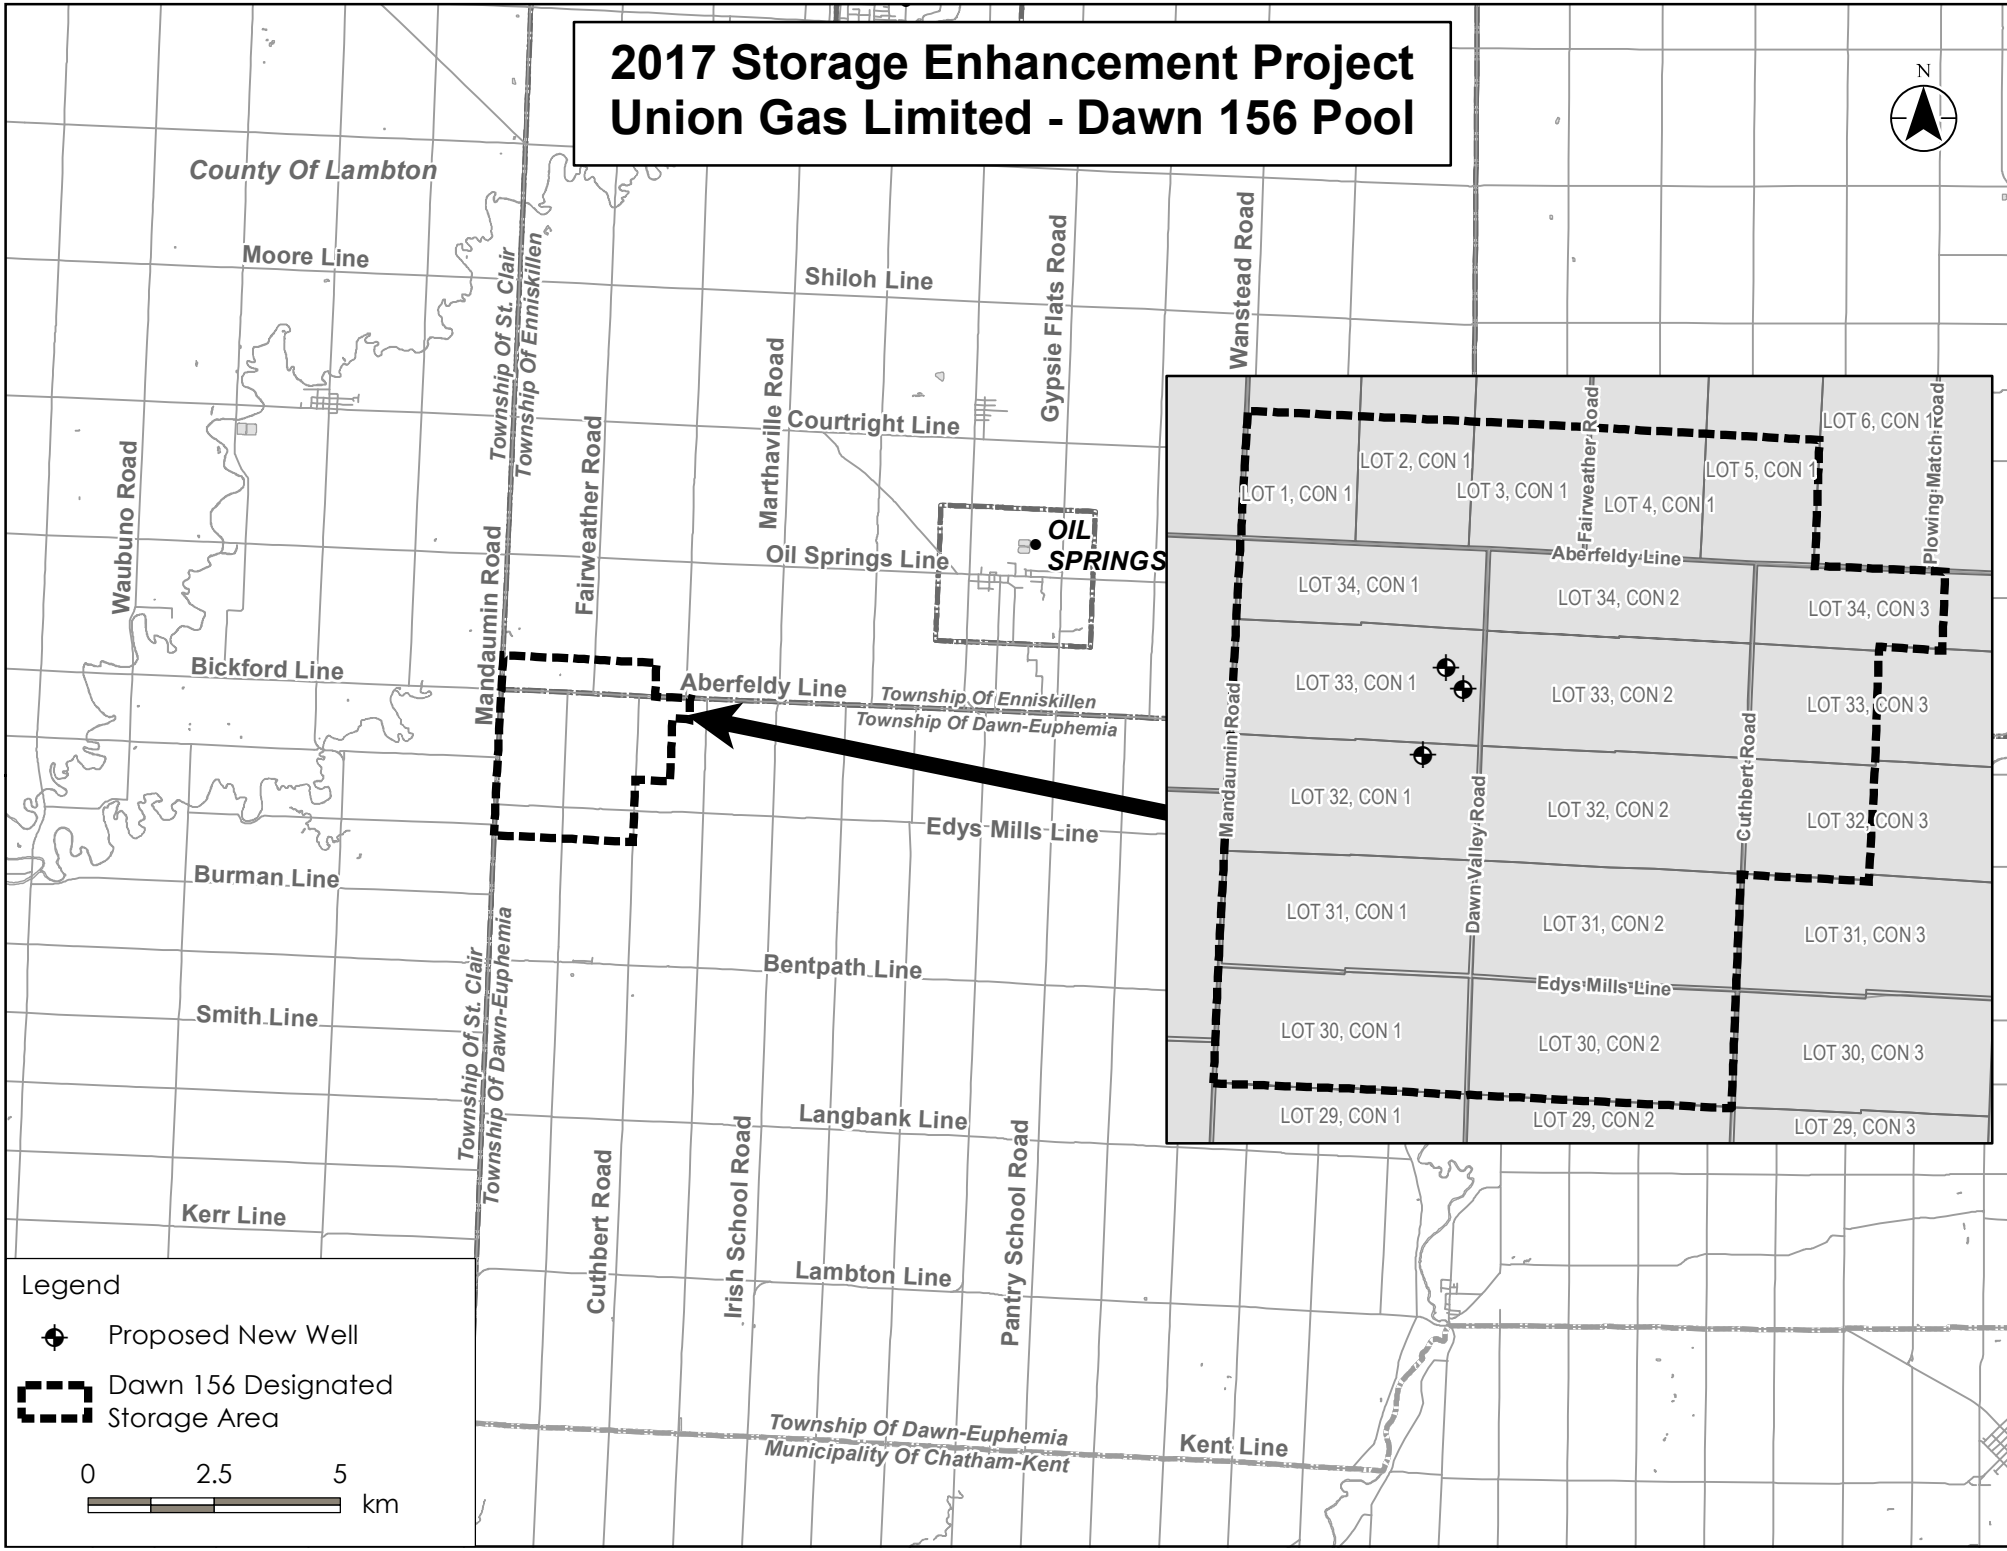 2017 Storage Enhancement Project
Union Gas Limited - Dawn 156 Pool
N
County Of Lambton
Moore Line
Shiloh Line
Township Of St. Clair
Township Of Enniskillen
Gypsie Flats Road
Wanstead Road
Marthaville Road
Courtright Line
Fairweather Road
Waubuno Road
Mandaumin Road
Oil Springs Line
OIL
SPRINGS
Bickford Line
Aberfeldy Line
Township Of Enniskillen
Township Of Dawn-Euphemia
Edys Mills Line
Burman Line
Township Of St. Clair
Township Of Dawn-Euphemia
Bentpath Line
Smith Line
Langbank Line
Cuthbert Road
Irish School Road
Pantry School Road
Kerr Line
Lambton Line
Township Of Dawn-Euphemia
Municipality Of Chatham-Kent
Kent Line
LOT 6, CON 1
Plowing Match Road
Fairweather Road
LOT 2, CON 1
LOT 5, CON 1
LOT 1, CON 1
LOT 3, CON 1
LOT 4, CON 1
Aberfeldy Line
LOT 34, CON 1
LOT 34, CON 2
LOT 34, CON 3
LOT 33, CON 1
LOT 33, CON 2
LOT 33, CON 3
Mandaumin Road
Cuthbert Road
Dawn Valley Road
LOT 32, CON 1
LOT 32, CON 2
LOT 32, CON 3
LOT 31, CON 1
LOT 31, CON 2
LOT 31, CON 3
Edys Mills Line
LOT 30, CON 1
LOT 30, CON 2
LOT 30, CON 3
LOT 29, CON 1
LOT 29, CON 2
LOT 29, CON 3
Legend
Proposed New Well
Dawn 156 Designated
Storage Area
0 2.5 5
km